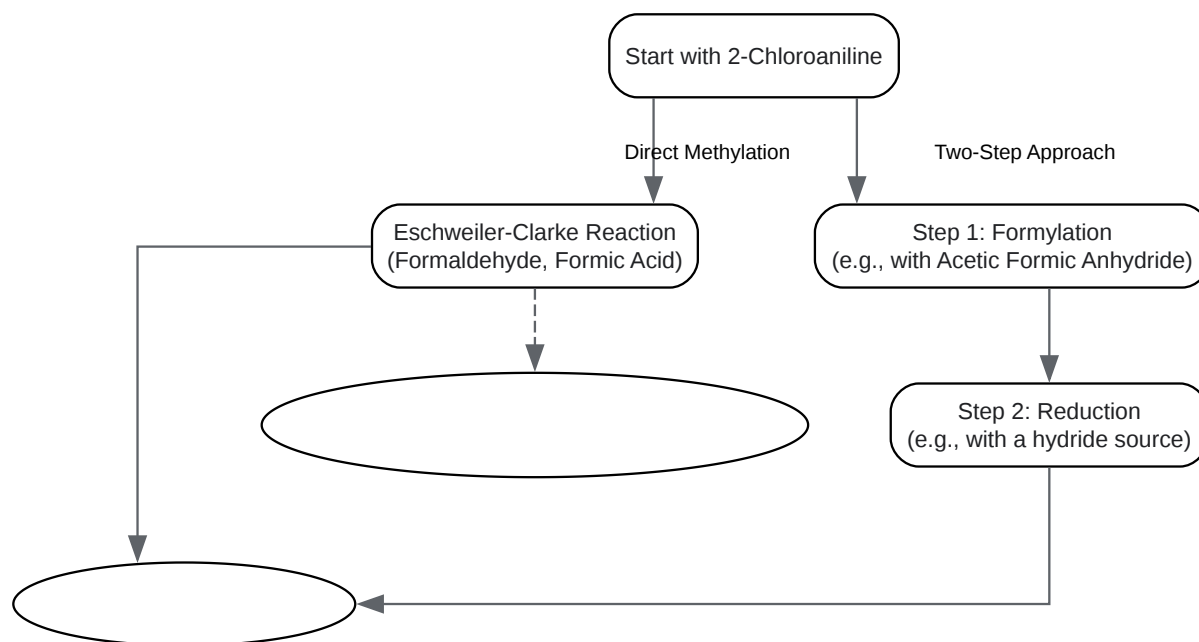 Start with 2-Chloroaniline
Direct Methylation
Two-Step Approach
Eschweiler-Clarke Reaction
(Formaldehyde, Formic Acid)
Step 1: Formylation
(e.g., with Acetic Formic Anhydride)
Step 2: Reduction
(e.g., with a hydride source)